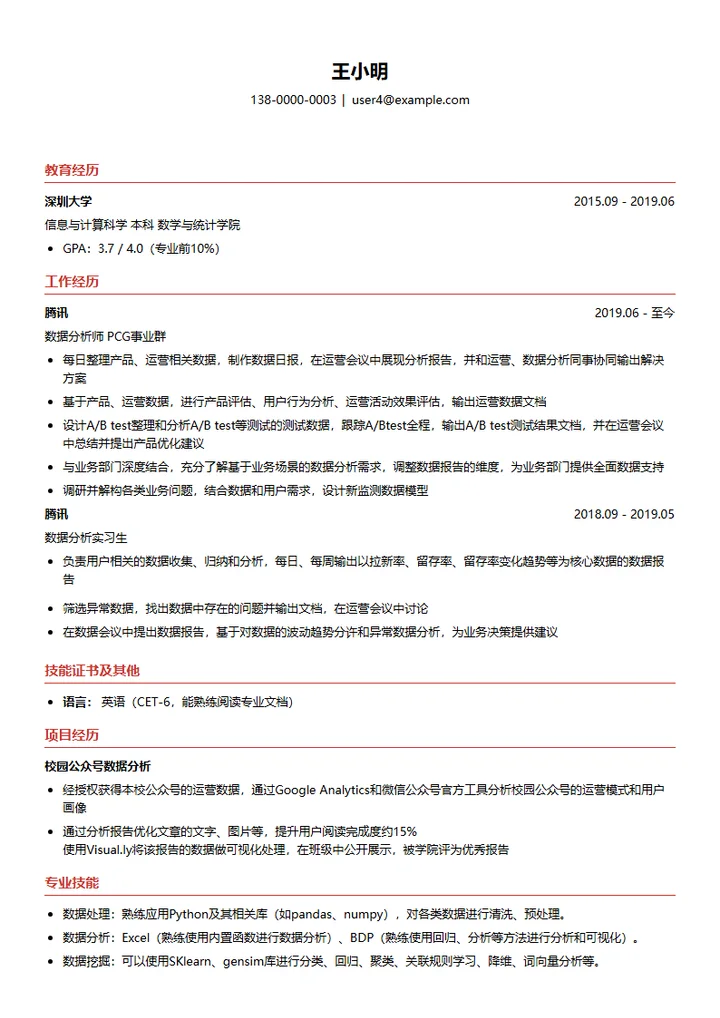 王小明
138-0000-0003 | user4@example.com
教育经历
深圳大学 2015.09 - 2019.06
信息与计算科学 本科 数学与统计学院
• GPA：3.7 / 4.0（专业前10%）
工作经历
腾讯 2019.06 - 至今
数据分析师 PCG事业群
• 每日整理产品、运营相关数据，制作数据日报，在运营会议中展现分析报告，并和运营、数据分析同事协同输出解决
方案
• 基于产品、运营数据，进行产品评估、用户行为分析、运营活动效果评估，输出运营数据文档
• 设计A/B test整理和分析A/B test等测试的测试数据，跟踪A/Btest全程，输出A/B test测试结果文档，并在运营会议
中总结并提出产品优化建议
• 与业务部门深度结合，充分了解基于业务场景的数据分析需求，调整数据报告的维度，为业务部门提供全面数据支持
• 调研并解构各类业务问题，结合数据和用户需求，设计新监测数据模型
腾讯 2018.09 - 2019.05
数据分析实习生
• 负责用户相关的数据收集、归纳和分析，每日、每周输出以拉新率、留存率、留存率变化趋势等为核心数据的数据报
告
• 筛选异常数据，找出数据中存在的问题并输出文档，在运营会议中讨论
• 在数据会议中提出数据报告，基于对数据的波动趋势分许和异常数据分析，为业务决策提供建议
技能证书及其他
• 语言： 英语（CET-6，能熟练阅读专业文档）
项目经历
校园公众号数据分析
• 经授权获得本校公众号的运营数据，通过Google Analytics和微信公众号官方工具分析校园公众号的运营模式和用户
画像
• 通过分析报告优化文章的文字、图片等，提升用户阅读完成度约15%
使用Visual.ly将该报告的数据做可视化处理，在班级中公开展示，被学院评为优秀报告
专业技能
• 数据处理：熟练应用Python及其相关库（如pandas、numpy），对各类数据进行清洗、预处理。
• 数据分析：Excel（熟练使用内置函数进行数据分析）、BDP（熟练使用回归、分析等方法进行分析和可视化）。
• 数据挖掘：可以使用SKlearn、gensim库进行分类、回归、聚类、关联规则学习、降维、词向量分析等。